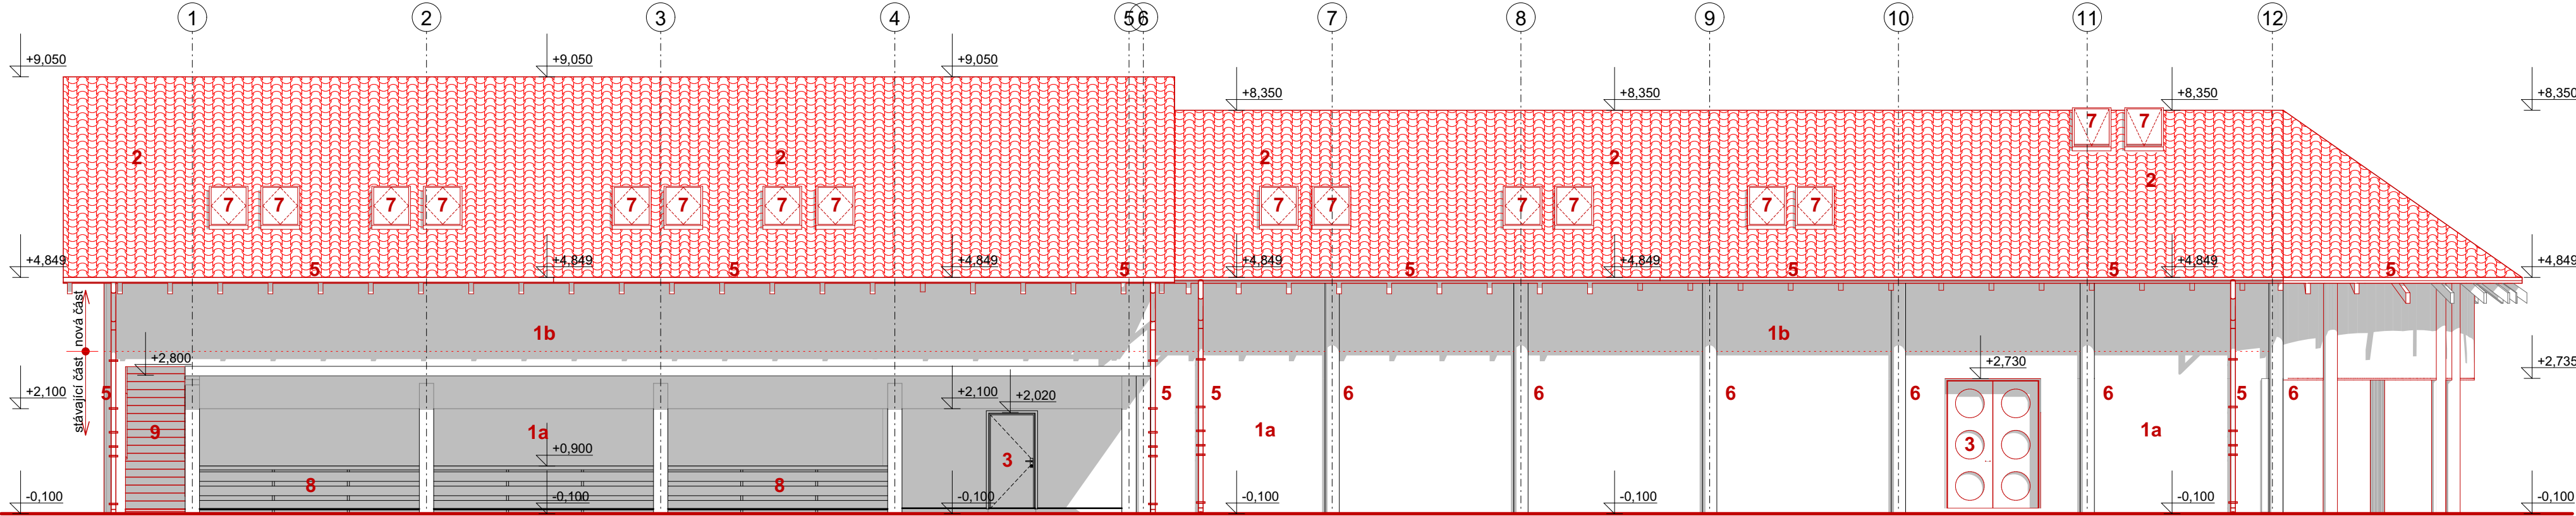 1 2 3 4 5 6 7 8 9 10 11 12
+9,050 +9,050 +9,050
+8,350 +8,350 +8,350 +8,350
7 7
2 2 2 2 2
7 7 7 7 7 7 7 7 7 7 7 7 7 7
+4,849 +4,849 +4,849 +4,849 +4,849 +4,849 +4,849
5 5 5 5 5 5 5
nová část
1b 1b
+2,800 +2,730 +2,735
stávající část
+2,100 +2,100 +2,020
5 5 5 6 6 6 6 6 5 6
9 1a 1a 1a
+0,900
3 3
8 8
-0,100 -0,100 -0,100 -0,100 -0,100 -0,100 -0,100